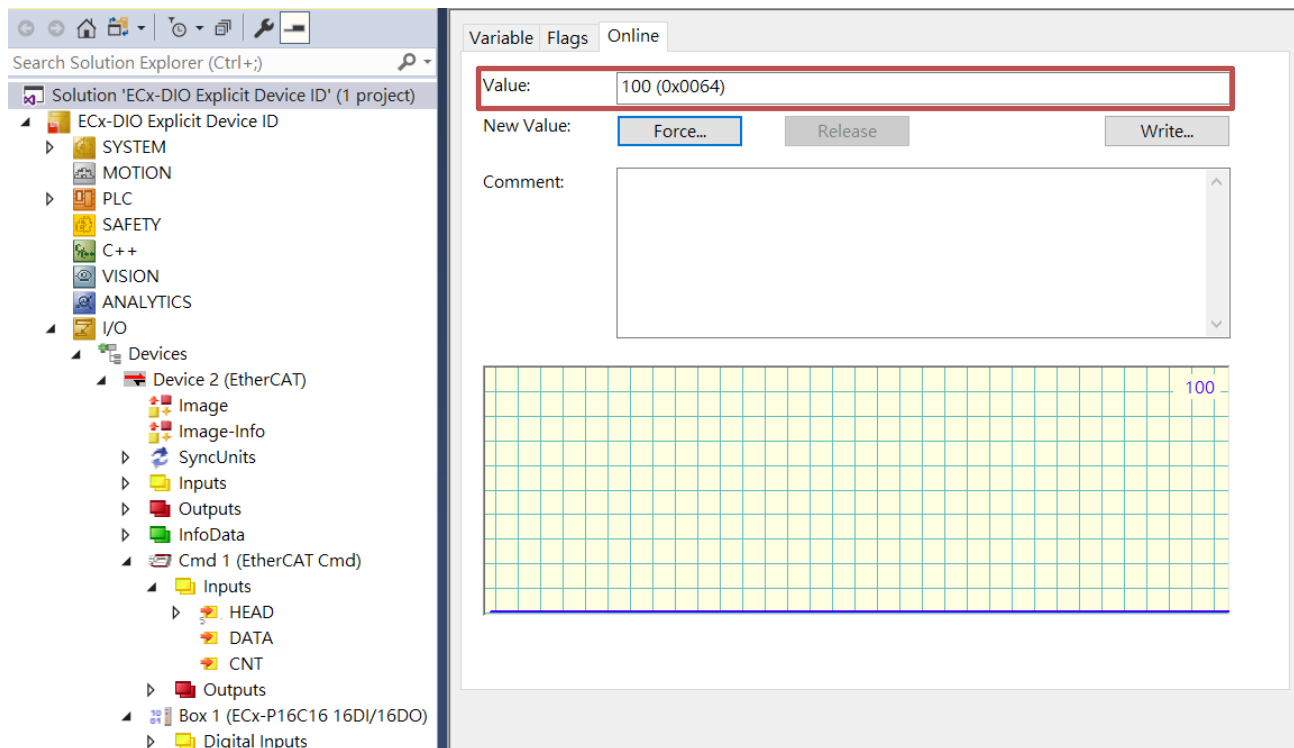 Search Solution Explorer (Ctrl+;)
Solution 'ECx-DIO Explicit Device ID' (1 project)
ECx-DIO Explicit Device ID
SYSTEM
MOTION
PLC
SAFETY
C++
VISION
ANALYTICS
I/O
Devices
Device 2 (EtherCAT)
Image
Image-Info
SyncUnits
Inputs
Outputs
InfoData
Cmd 1 (EtherCAT Cmd)
Inputs
HEAD
DATA
CNT
Outputs
Box 1 (ECx-P16C16 16DI/16DO)
Digital Inputs
Variable Flags Online
Value: 100 (0x0064)
New Value: Force... Release Write...
Comment:
100